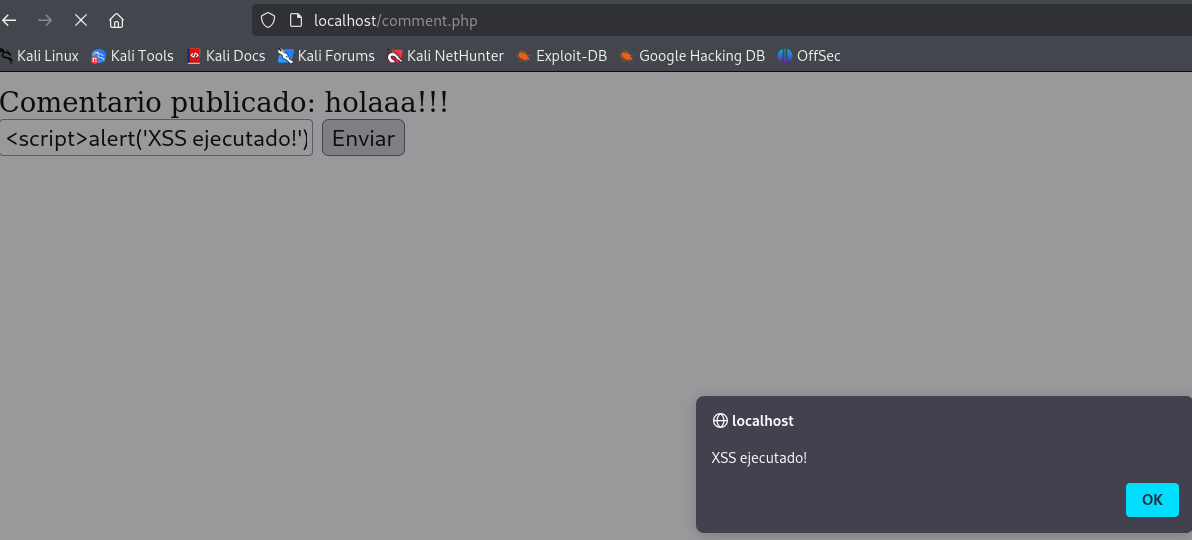 localhost/comment.php
Kali Linux Kali Tools Kali Docs Kali Forums Kali NetHunter Exploit-DB Google Hacking DB OffSec
Comentario publicado: holaaa!!!
<script>alert('XSS ejecutado!') Enviar
localhost
XSS ejecutado!
OK